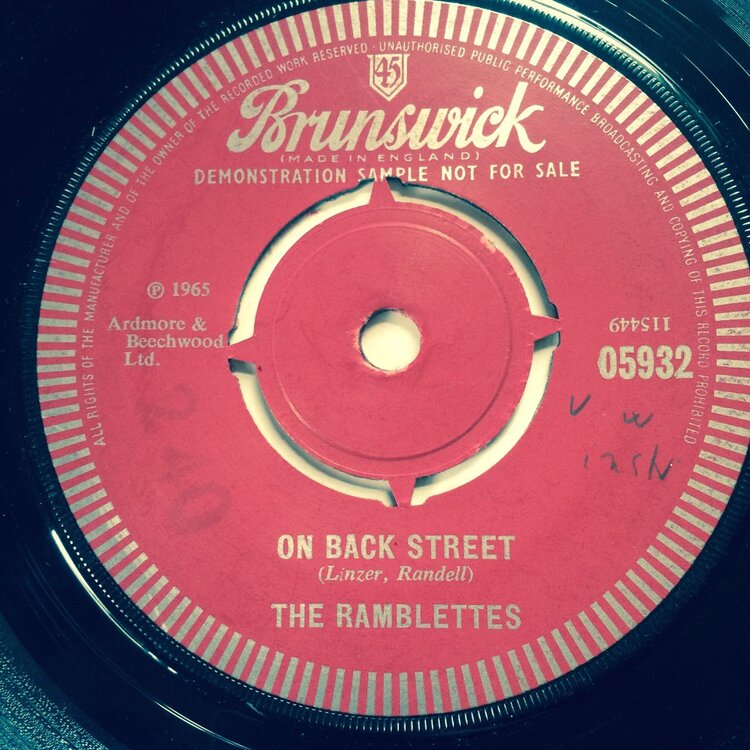 ALL RIGHTS OF THE MANUFACTURER AND OF THE OWNER OF THE RECORDED WORK RESERVED · UNAUTHORISED PUBLIC PERFORMANCE BROADCASTING AND COPYING OF THIS RECORD PROHIBITED
45
Brunswick
(MADE IN ENGLAND)
DEMONSTRATION SAMPLE NOT FOR SALE
℗ 1965
Ardmore &
Beechwood
Ltd.
115449
05932
ON BACK STREET
(Linzer, Randell)
THE RAMBLETTES